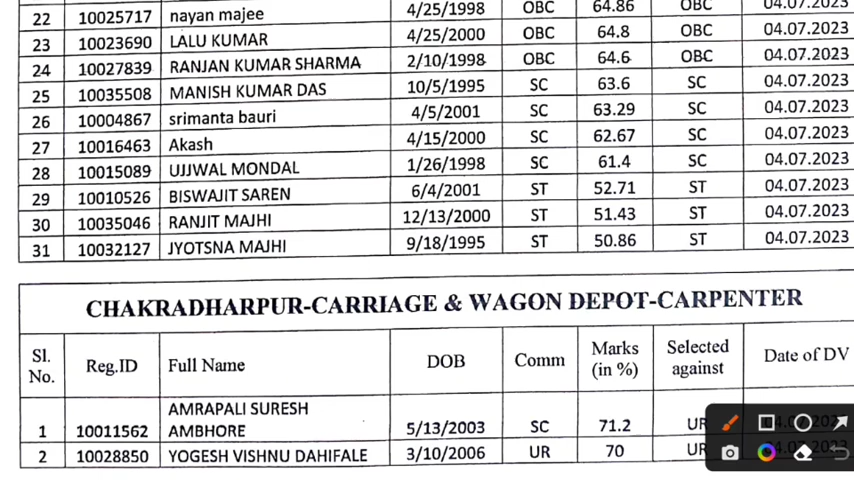 22 10025717 nayan majee 4/25/1998 OBC 64.86 OBC 04.07.2023
23 10023690 LALU KUMAR 4/25/2000 OBC 64.8 OBC 04.07.2023
24 10027839 RANJAN KUMAR SHARMA 2/10/1998 OBC 64.6 OBC 04.07.2023
25 10035508 MANISH KUMAR DAS 10/5/1995 SC 63.6 SC 04.07.2023
26 10004867 srimanta bauri 4/5/2001 SC 63.29 SC 04.07.2023
27 10016463 Akash 4/15/2000 SC 62.67 SC 04.07.2023
28 10015089 UJJWAL MONDAL 1/26/1998 SC 61.4 SC 04.07.2023
29 10010526 BISWAJIT SAREN 6/4/2001 ST 52.71 ST 04.07.2023
30 10035046 RANJIT MAJHI 12/13/2000 ST 51.43 ST 04.07.2023
31 10032127 JYOTSNA MAJHI 9/18/1995 ST 50.86 ST 04.07.2023
CHAKRADHARPUR-CARRIAGE & WAGON DEPOT-CARPENTER
Sl. No. Reg.ID Full Name DOB Comm Marks (in %) Selected against Date of DV
1 10011562 AMRAPALI SURESH AMBHORE 5/13/2003 SC 71.2 UR 04.07.2023
2 10028850 YOGESH VISHNU DAHIFALE 3/10/2006 UR 70 UR 04.07.2023